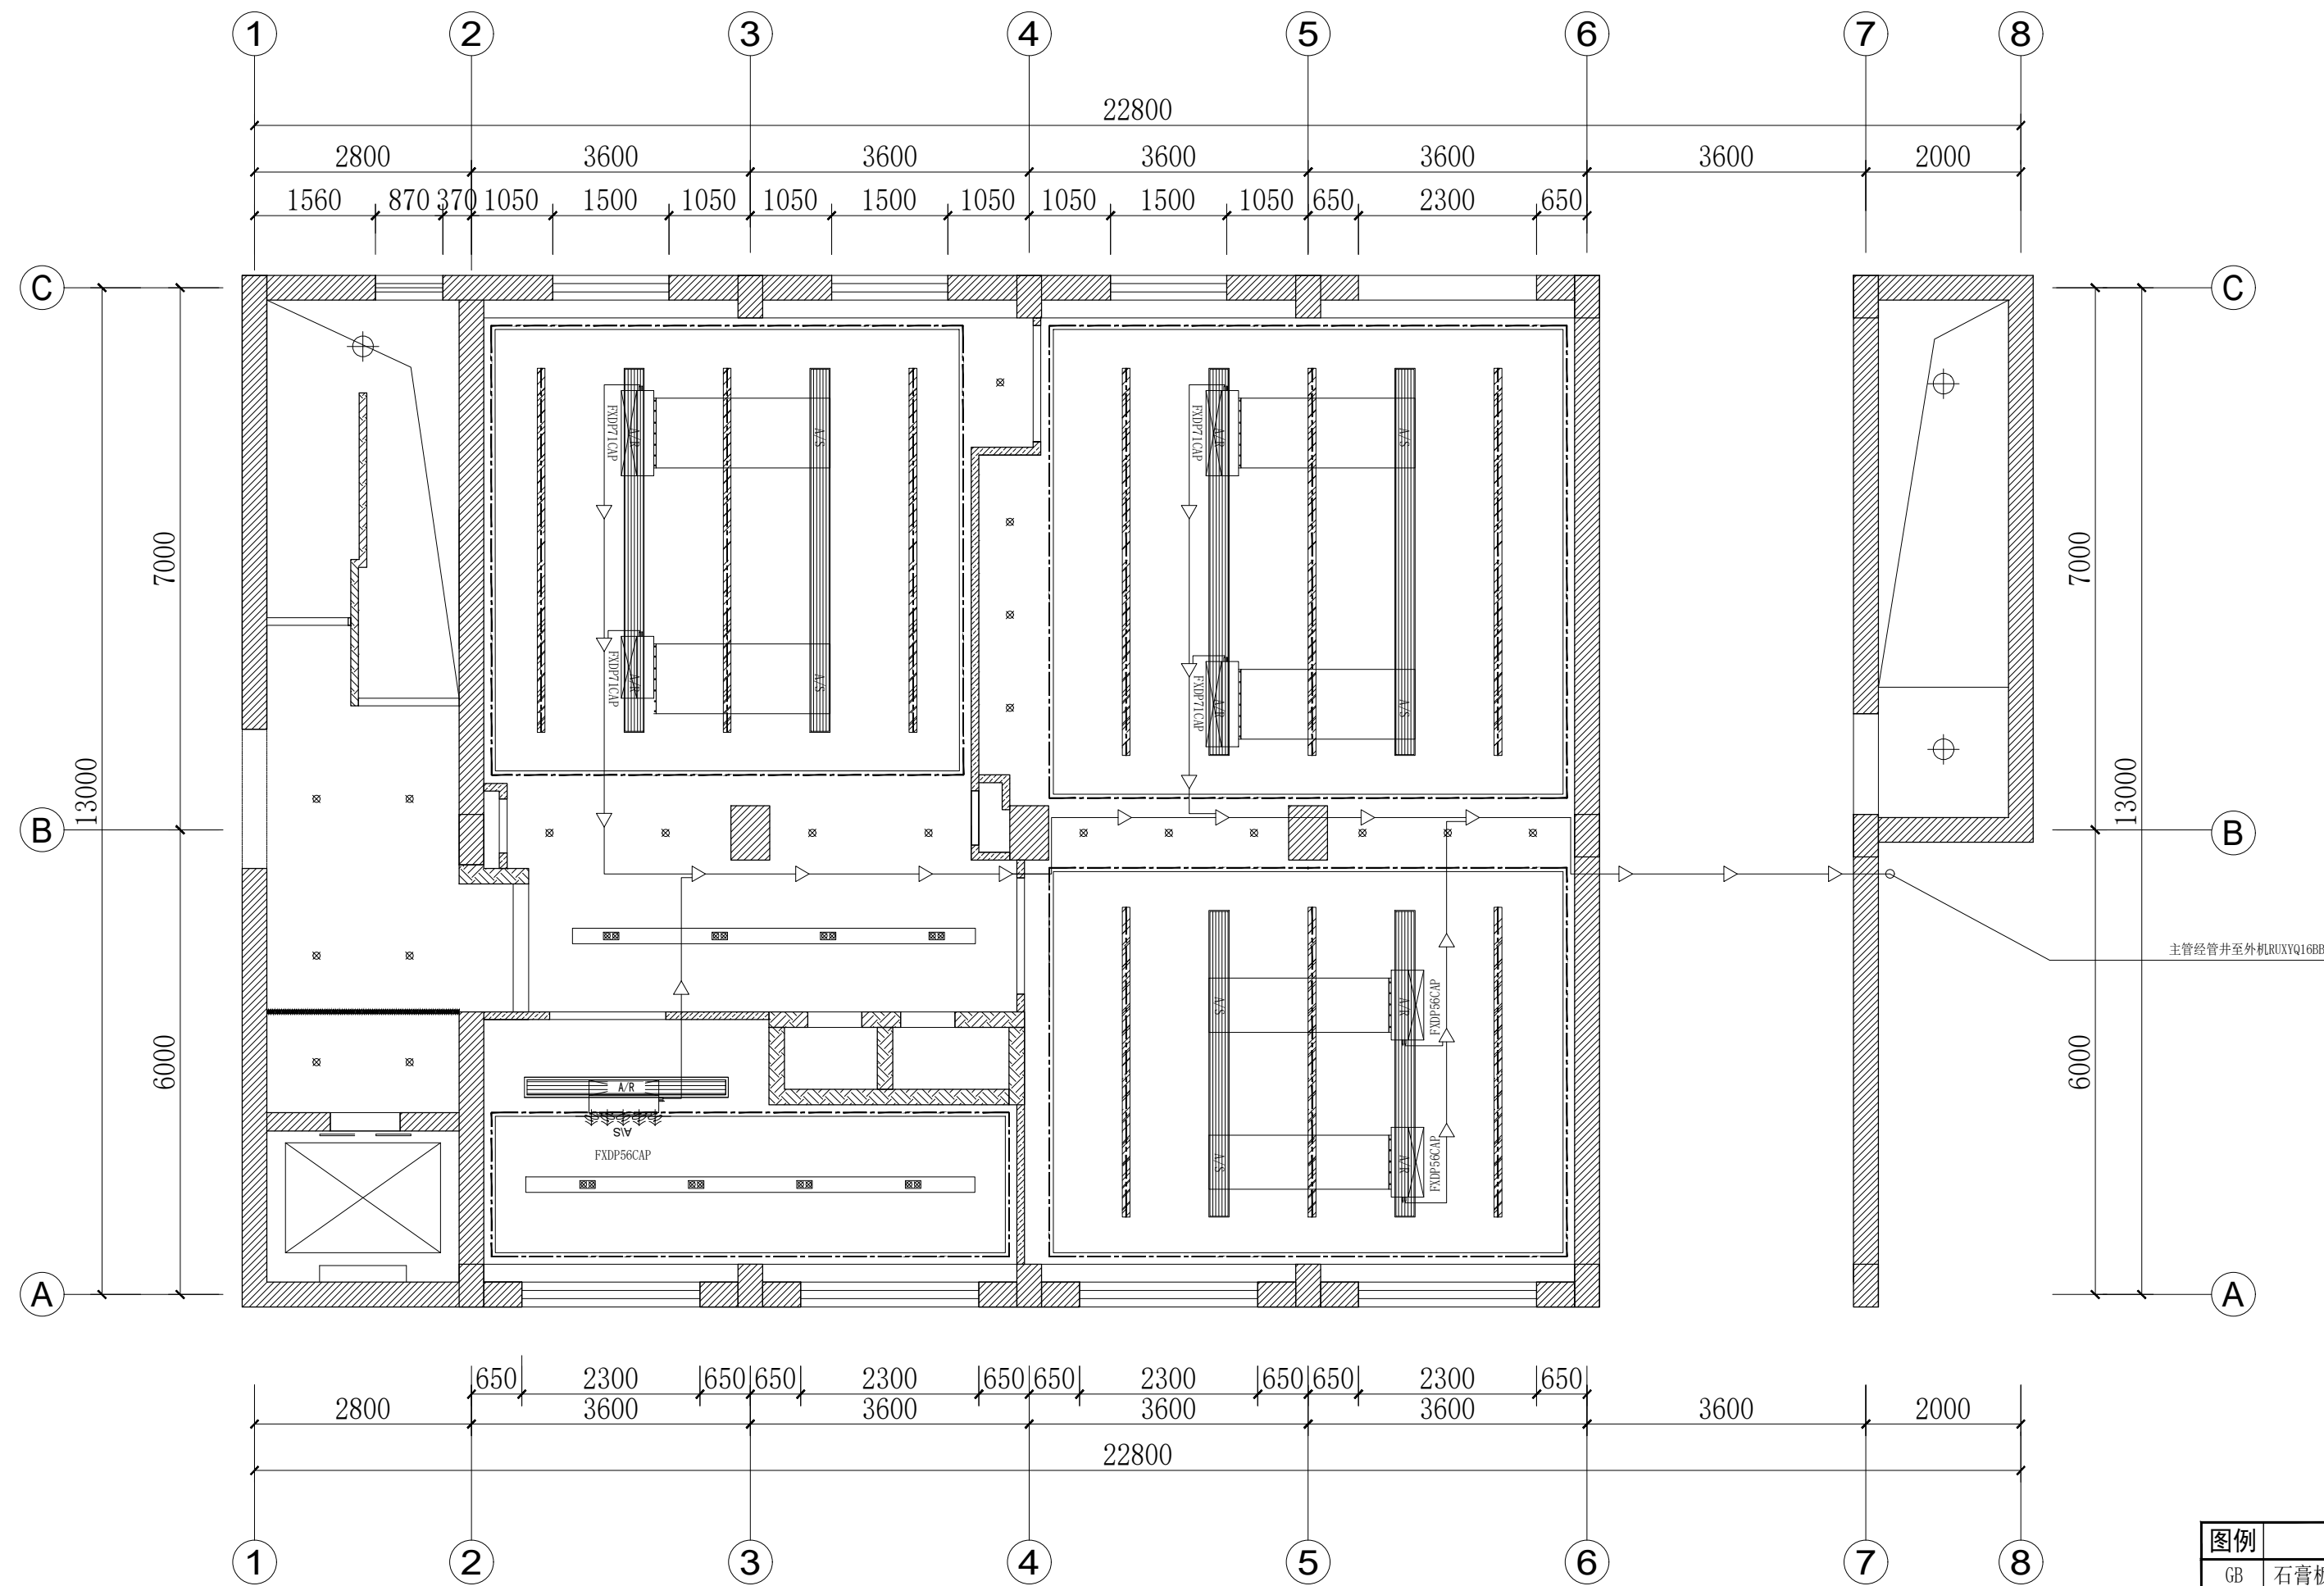 1 2 3 4 5 6 7 8
22800
2800 3600 3600 3600 3600 3600 2000
1560 870 370 1050 1500 1050 1050 1500 1050 1050 1500 1050 650 2300 650
C C
FXDP71CAP A/R A/S FXDP71CAP A/R A/S
7000 7000
FXDP71CAP A/R A/S FXDP71CAP A/R A/S
13000 13000
B B
主管经管井至外机RUXYQ16BB
A/S A/R FXDP56CAP
6000 6000
A/R
A/S
FXDP56CAP
A/S A/R FXDP56CAP
A A
650 2300 650 650 2300 650 650 2300 650 650 2300 650
2800 3600 3600 3600 3600 3600 2000
22800
1 2 3 4 5 6 7 8
图例
GB 石膏